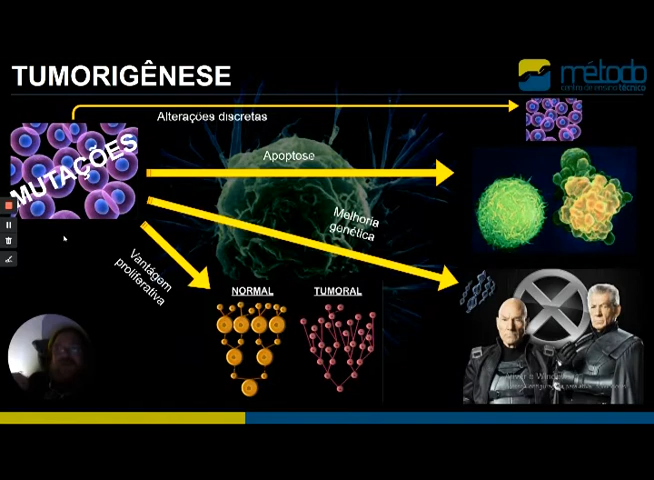 TUMORIGÊNESE
método
centro de ensino técnico
Alterações discretas
MUTAÇÕES
Apoptose
Melhoria
genética
Vantagem
proliferativa
NORMAL
TUMORAL